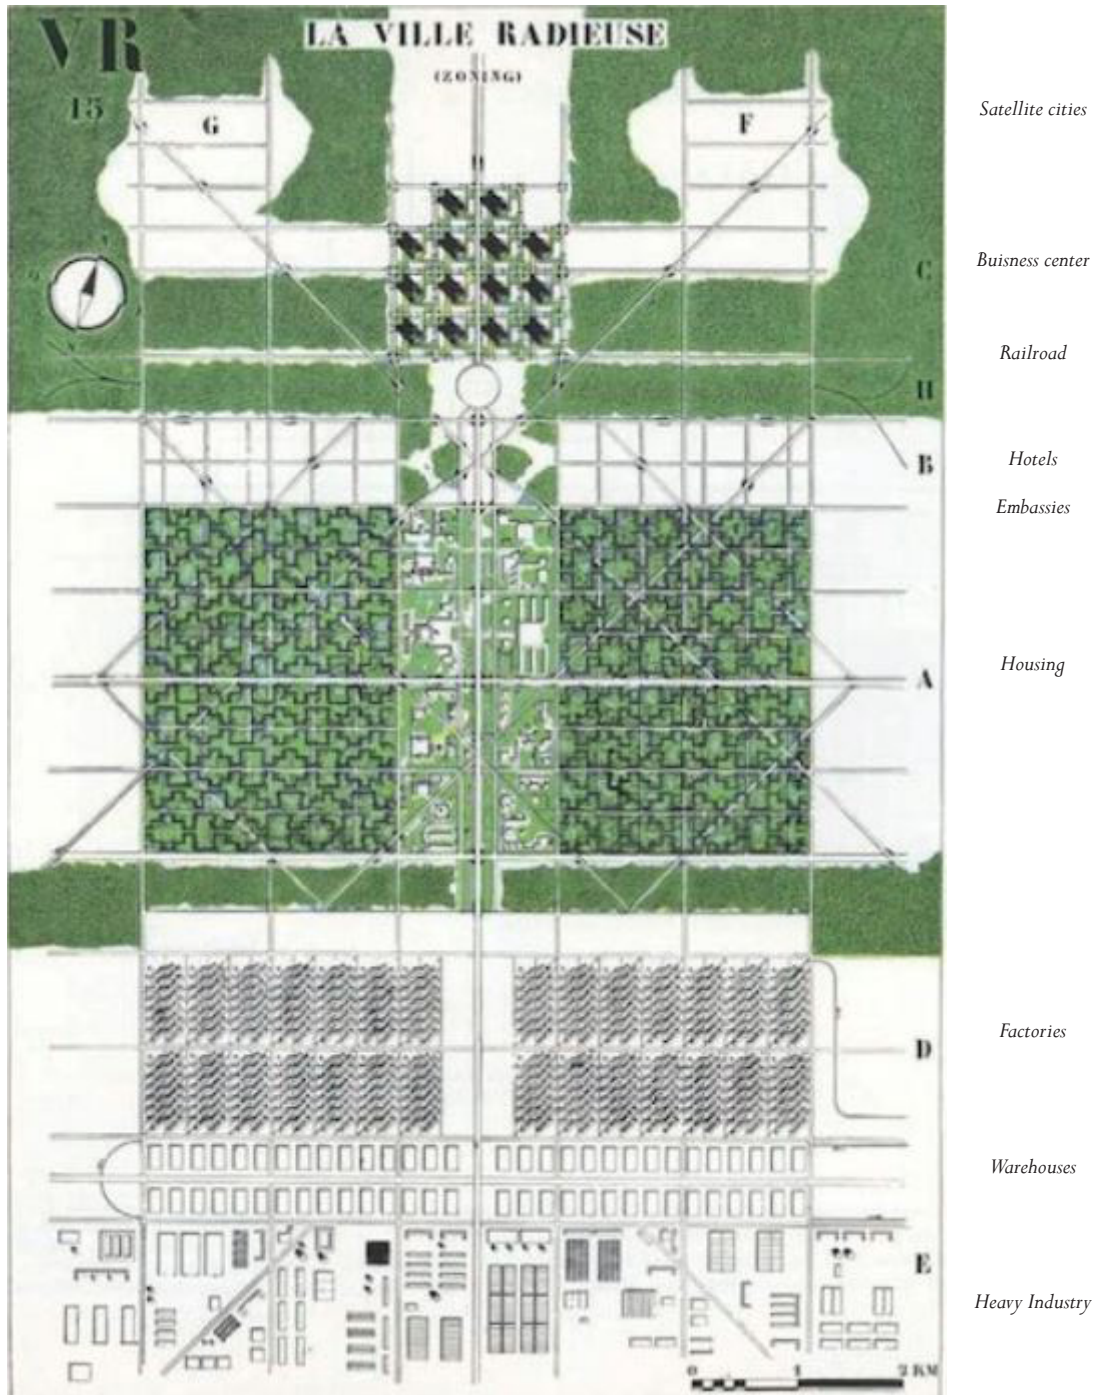 VR
LA VILLE RADIEUSE
(ZONING)
15
G
F
Satellite cities
C
Buisness center
Railroad
H
B
Hotels
Embassies
A
Housing
D
Factories
Warehouses
E
Heavy Industry
0 1 2 KM